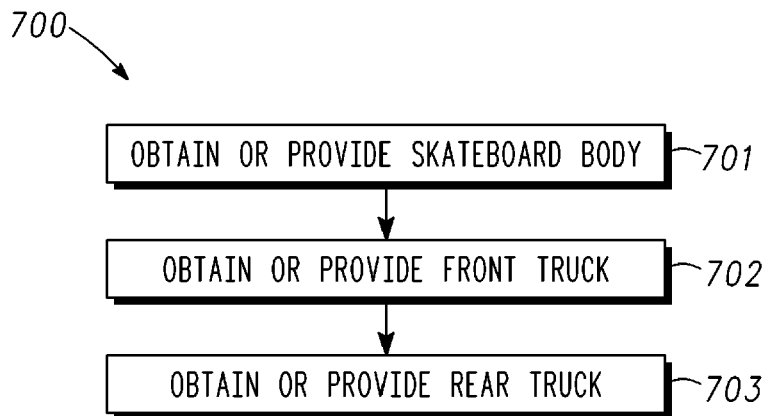 700
OBTAIN OR PROVIDE SKATEBOARD BODY 701
OBTAIN OR PROVIDE FRONT TRUCK 702
OBTAIN OR PROVIDE REAR TRUCK 703